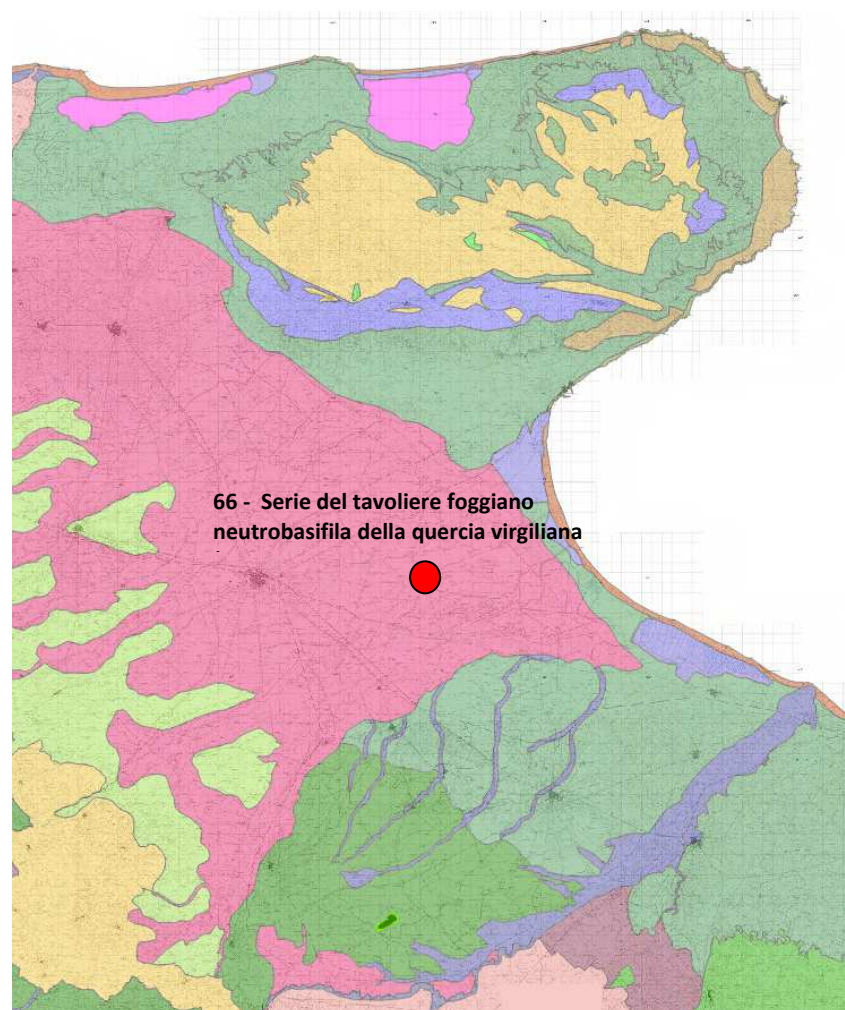 66 - Serie del tavoliere foggiano
neutrobasifila della quercia virgiliana